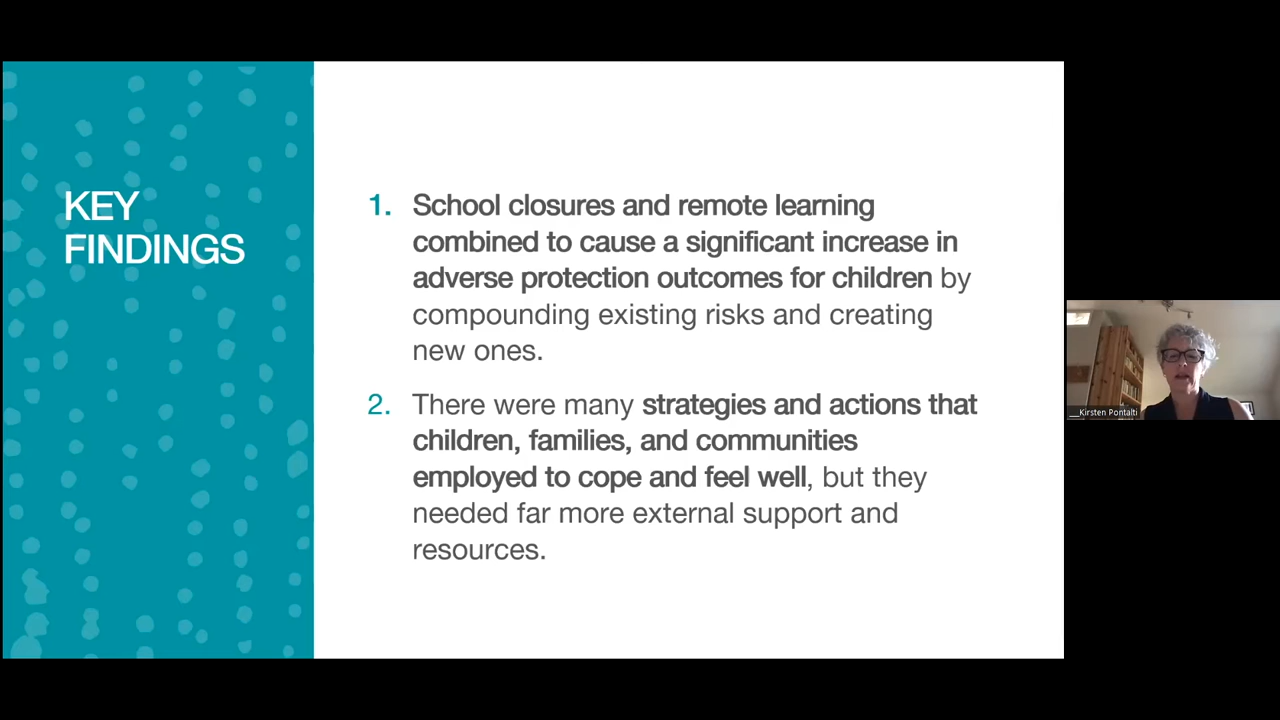 KEY
FINDINGS
1. School closures and remote learning
combined to cause a significant increase in
adverse protection outcomes for children by
compounding existing risks and creating
new ones.
2. There were many strategies and actions that
children, families, and communities
employed to cope and feel well, but they
needed far more external support and
resources.
__Kirsten Pontalti